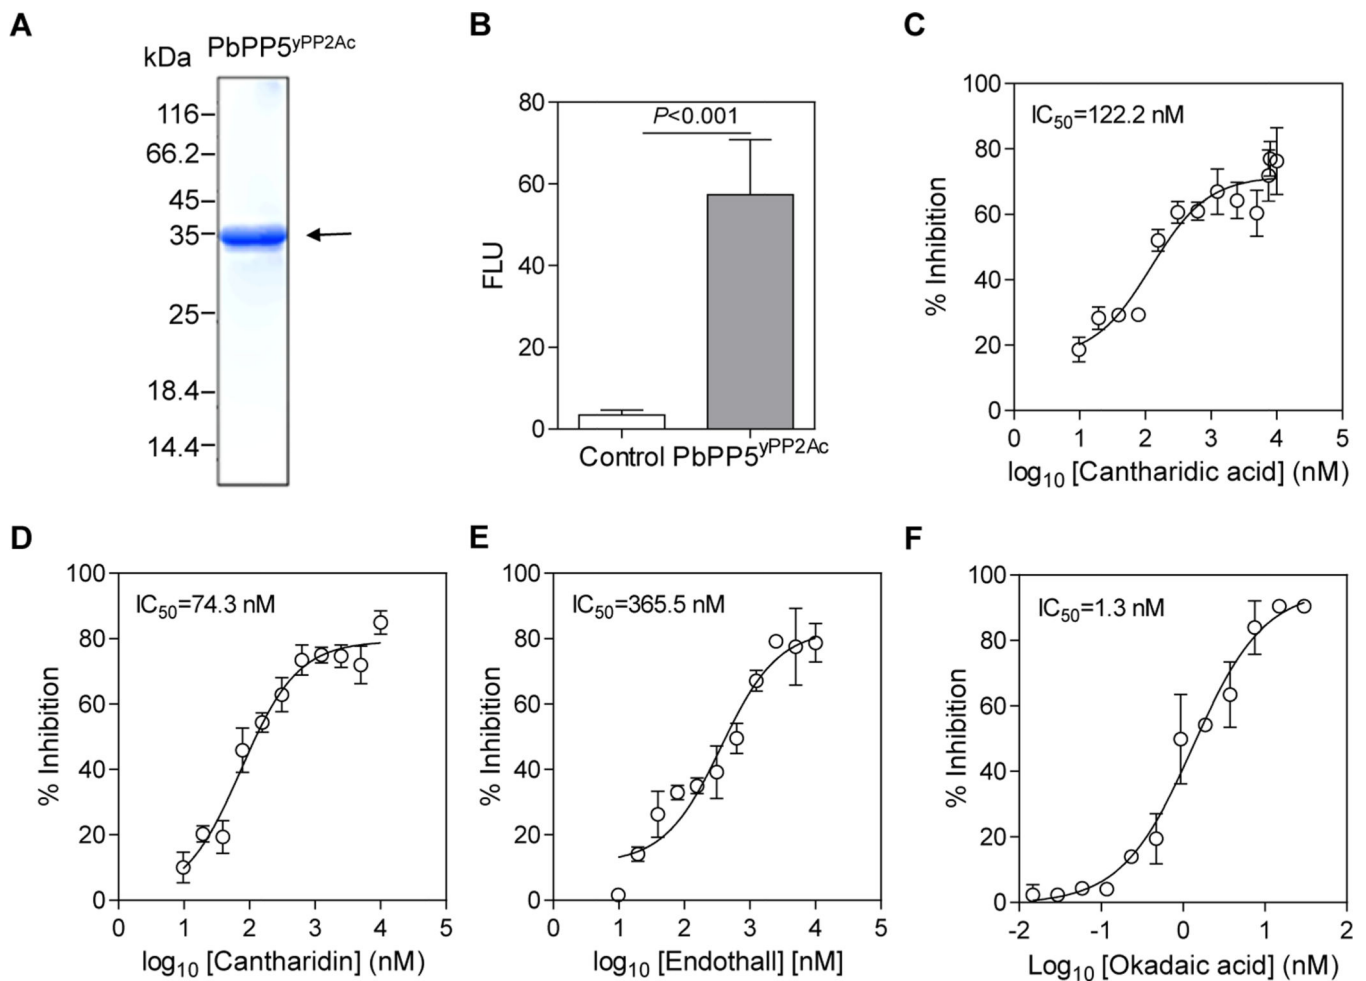 A
kDa
PbPP5yPP2Ac
116
66.2
45
35
25
18.4
14.4
B
P<0.001
FLU
80
60
40
20
0
Control PbPP5yPP2Ac
C
IC50=122.2 nM
% Inhibition
100
80
60
40
20
0
0 1 2 3 4 5
log10 [Cantharidic acid] (nM)
D
IC50=74.3 nM
% Inhibition
100
80
60
40
20
0
0 1 2 3 4 5
log10 [Cantharidin] (nM)
E
IC50=365.5 nM
% Inhibition
100
80
60
40
20
0
0 1 2 3 4 5
log10 [Endothall] [nM]
F
IC50=1.3 nM
% Inhibition
100
80
60
40
20
0
-2 -1 0 1 2
Log10 [Okadaic acid] (nM)